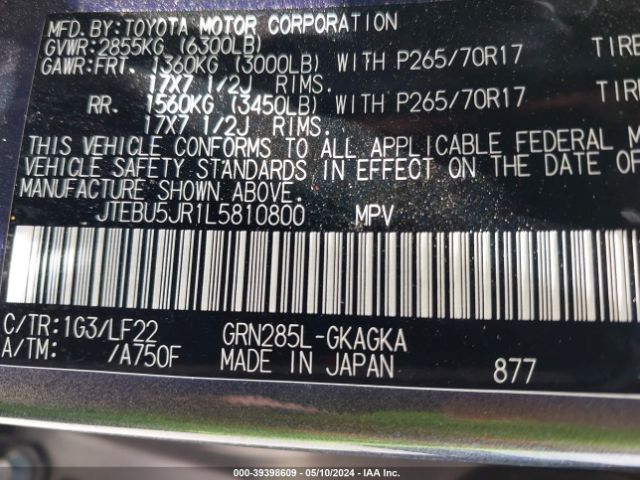 MFD. BY: TOYOTA MOTOR CORPORATION
GVWR: 2855KG (6300LB)
GAWR: FRT. 1360KG (3000LB) WITH P265/70R17 TIRE
17X7 1/2J RIMS.
RR. 1560KG (3450LB) WITH P265/70R17 TIRE
17X7 1/2J RIMS.
THIS VEHICLE CONFORMS TO ALL APPLICABLE FEDERAL M
VEHICLE SAFETY STANDARDS IN EFFECT ON THE DATE OF
MANUFACTURE SHOWN ABOVE.
JTEBU5JR1L5810800 MPV
C/TR: 1G3/LF22 GRN285L-GKAGKA
A/TM: /A750F MADE IN JAPAN 877
000-39398609 - 05/10/2024 - IAA Inc.